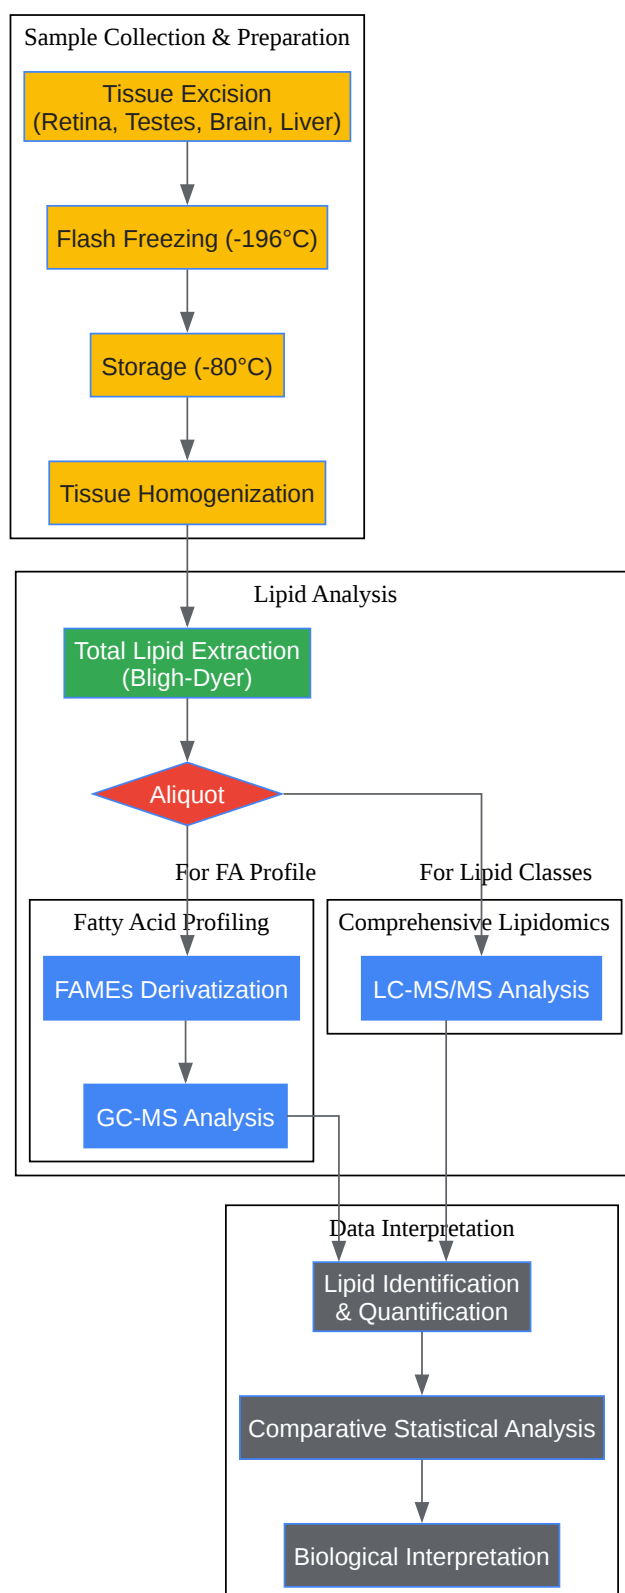 Sample Collection & Preparation
Tissue Excision
(Retina, Testes, Brain, Liver)
Flash Freezing (-196°C)
Storage (-80°C)
Tissue Homogenization
Lipid Analysis
Total Lipid Extraction
(Bligh-Dyer)
Aliquot
For FA Profile
For Lipid Classes
Fatty Acid Profiling
Comprehensive Lipidomics
FAMEs Derivatization
LC-MS/MS Analysis
GC-MS Analysis
Data Interpretation
Lipid Identification
& Quantification
Comparative Statistical Analysis
Biological Interpretation